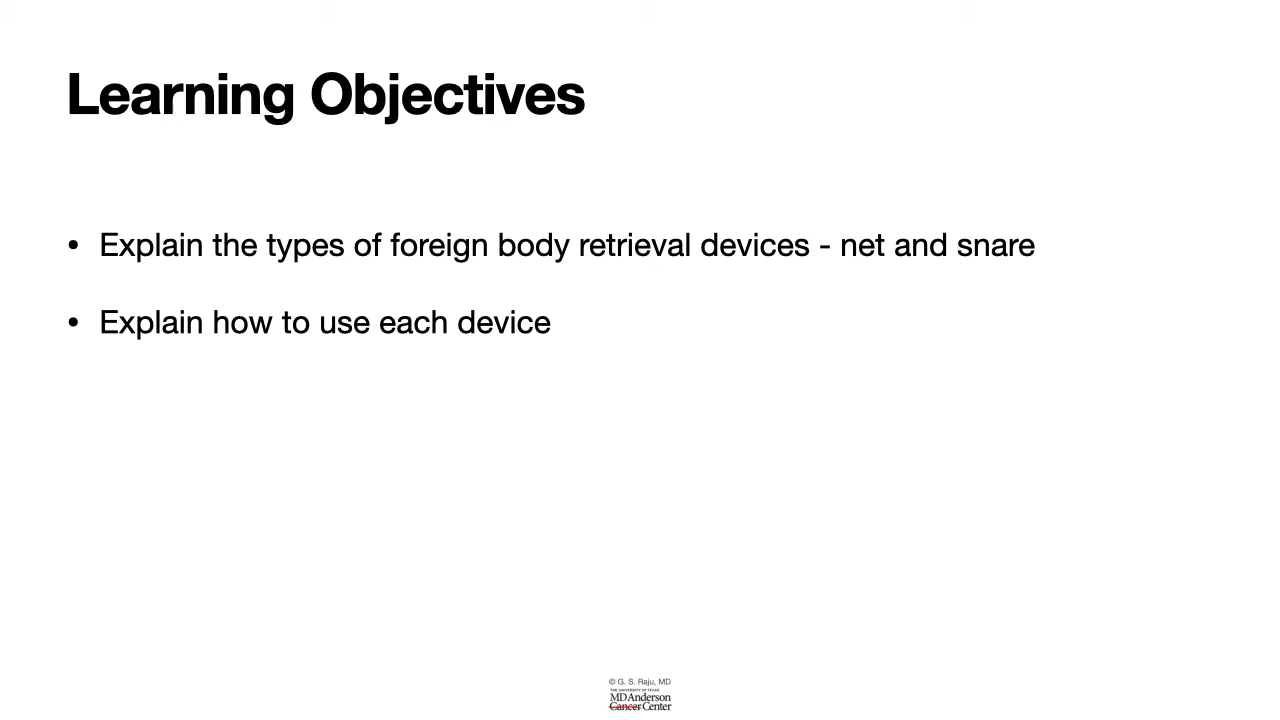 Learning Objectives
• Explain the types of foreign body retrieval devices - net and snare
• Explain how to use each device
© G. S. Raju, MD
THE UNIVERSITY OF TEXAS
MD Anderson
Cancer Center